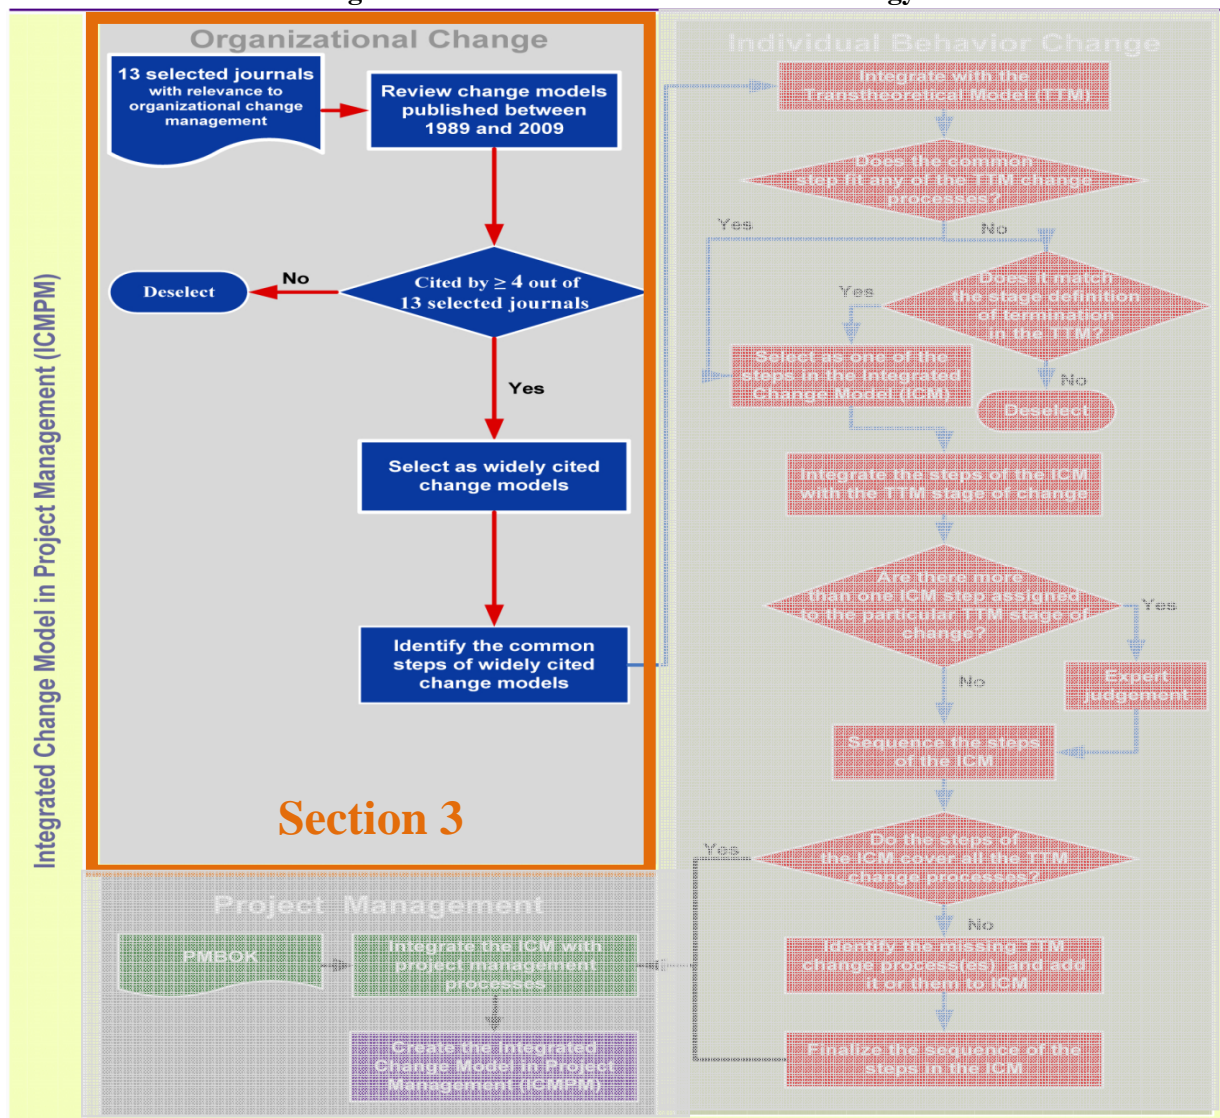 Organizational Change
13 selected journals
with relevance to
organizational change
management
Review change models
published between
1989 and 2009
Cited by ≥ 4 out of
13 selected journals
No
Deselect
Yes
Select as widely cited
change models
Identify the common
steps of widely cited
change models
Section 3
Individual Behavior Change
Integrate with the
Transtheoretical Model (TTM)
Does the common
step fit any of the TTM change
processes?
Yes
No
Does it match
the stage definition
of termination
in the TTM?
Yes
No
Select as one of the
steps in the Integrated
Change Model (ICM)
Deselect
Integrate the steps of the ICM
with the TTM stage of change
Are there more
than one ICM step assigned
to the particular TTM stage of
change?
Yes
No
Expert
judgement
Sequence the steps
of the ICM
Do the steps of
the ICM cover all the TTM
change processes?
Yes
No
Identify the missing TTM
change process(es) and add
it or them to ICM
Finalize the sequence of the
steps in the ICM
Project Management
PMBOK
Integrate the ICM with
project management
processes
Create the Integrated
Change Model in Project
Management (ICMPM)
Integrated Change Model in Project Management (ICMPM)